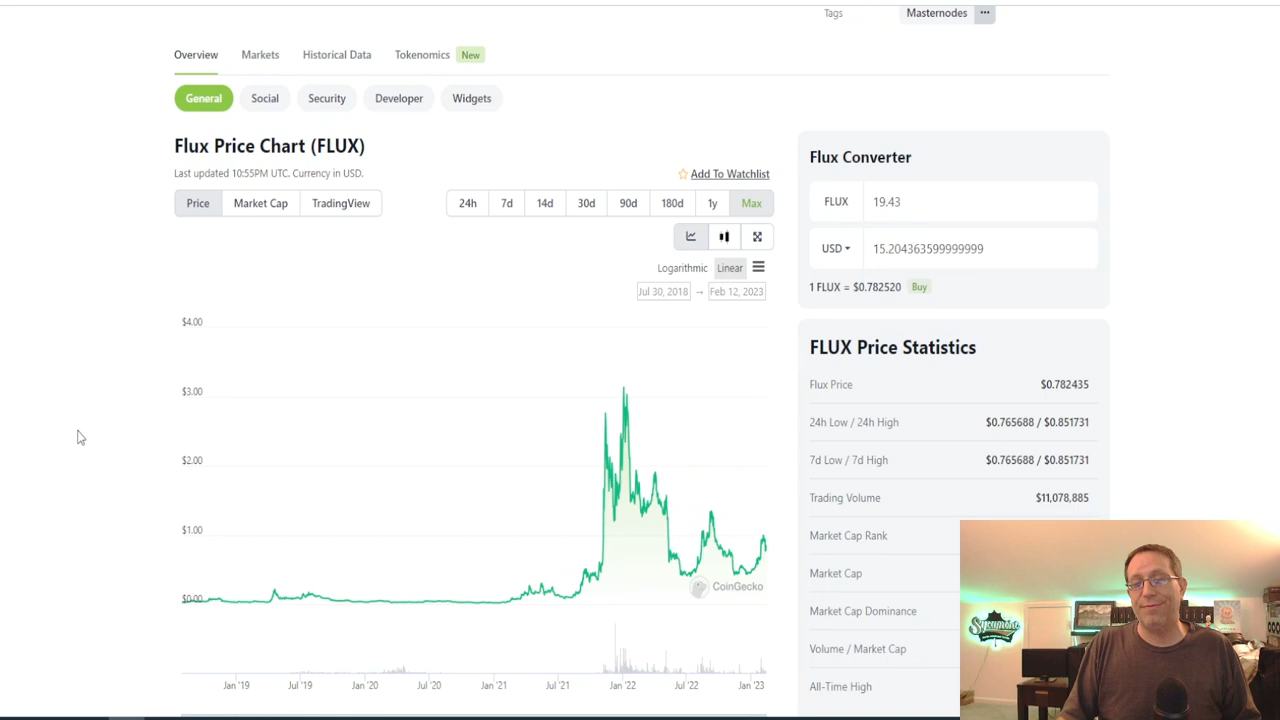 Tags Masternodes
Overview Markets Historical Data Tokenomics New
General Social Security Developer Widgets
Flux Price Chart (FLUX)
Last updated 10:55PM UTC. Currency in USD.
Add To Watchlist
Price Market Cap TradingView
24h 7d 14d 30d 90d 180d 1y Max
Logarithmic Linear
Jul 30, 2018 → Feb 12, 2023
$4.00
$3.00
$2.00
$1.00
$0.00
CoinGecko
Jan '19 Jul '19 Jan '20 Jul '20 Jan '21 Jul '21 Jan '22 Jul '22 Jan '23
Flux Converter
FLUX 19.43
USD 15.204363599999999
1 FLUX = $0.782520 Buy
FLUX Price Statistics
Flux Price $0.782435
24h Low / 24h High $0.765688 / $0.851731
7d Low / 7d High $0.765688 / $0.851731
Trading Volume $11,078,885
Market Cap Rank
Market Cap
Market Cap Dominance
Volume / Market Cap
All-Time High